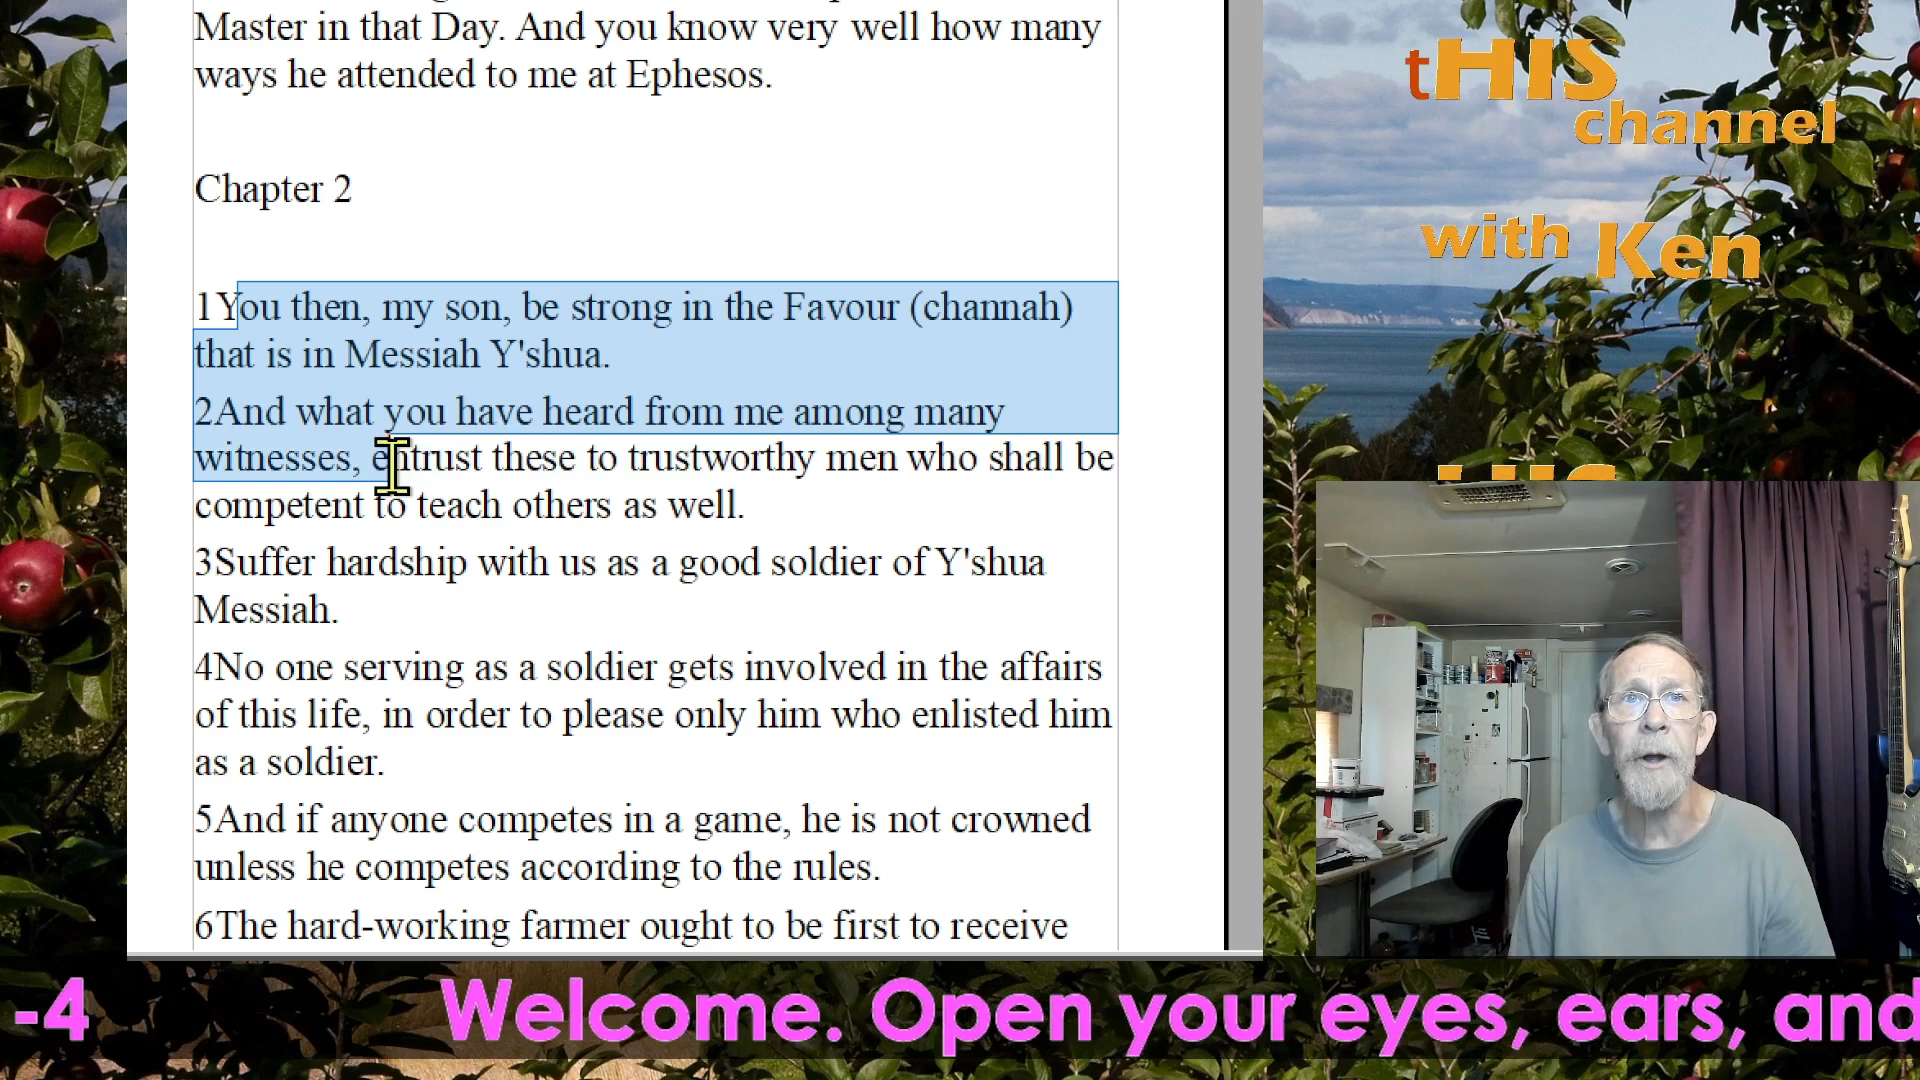 Master in that Day. And you know very well how many
ways he attended to me at Ephesos.
Chapter 2
1You then, my son, be strong in the Favour (channah)
that is in Messiah Y'shua.
2And what you have heard from me among many
witnesses, entrust these to trustworthy men who shall be
competent to teach others as well.
3Suffer hardship with us as a good soldier of Y'shua
Messiah.
4No one serving as a soldier gets involved in the affairs
of this life, in order to please only him who enlisted him
as a soldier.
5And if anyone competes in a game, he is not crowned
unless he competes according to the rules.
6The hard-working farmer ought to be first to receive
tHIS
channel
with Ken
-4 Welcome. Open your eyes, ears, and